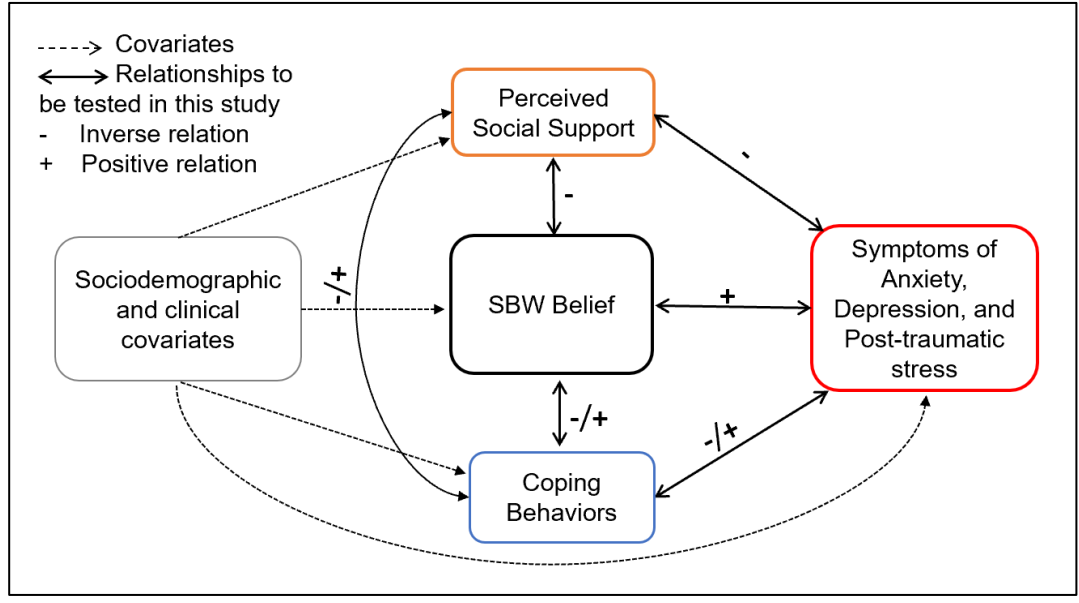 Covariates
Relationships to
be tested in this study
- Inverse relation
+ Positive relation
Perceived
Social Support
-
-
Sociodemographic
and clinical
covariates
-/+
SBW Belief
+
Symptoms of
Anxiety,
Depression, and
Post-traumatic
stress
-/+
-/+
Coping
Behaviors